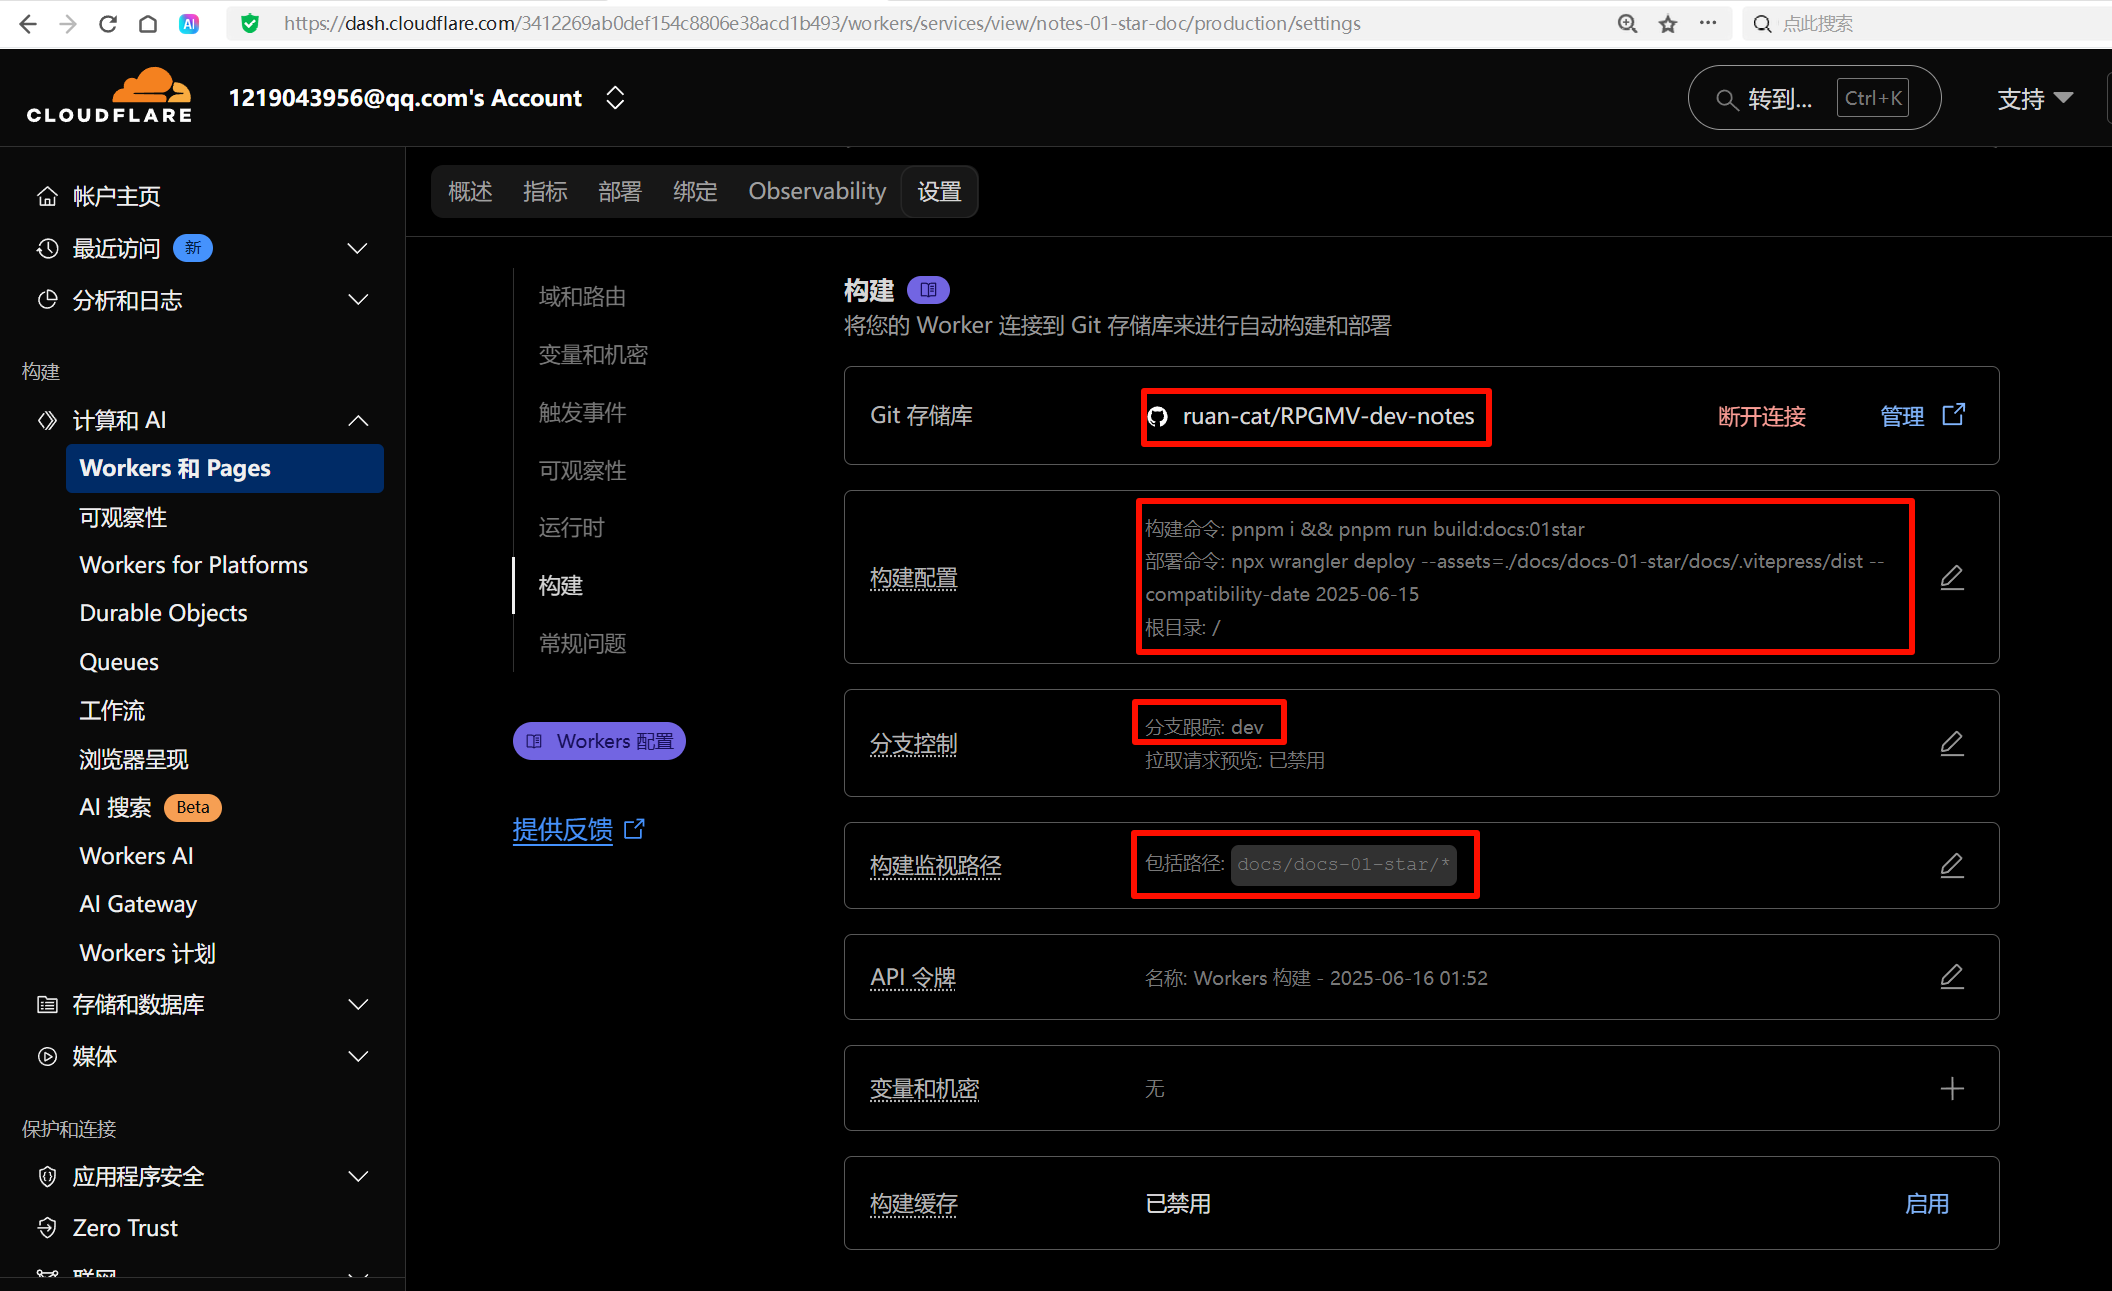 https://dash.cloudflare.com/3412269ab0def154c8806e38acd1b493/workers/services/view/notes-01-star-doc/production/settings
点此搜索
CLOUDFLARE
1219043956@qq.com's Account
转到... Ctrl+K
支持
帐户主页
最近访问 新
分析和日志
构建
计算和 AI
Workers 和 Pages
可观察性
Workers for Platforms
Durable Objects
Queues
工作流
浏览器呈现
AI 搜索 Beta
Workers AI
AI Gateway
Workers 计划
存储和数据库
媒体
保护和连接
应用程序安全
Zero Trust
联网
概述 指标 部署 绑定 Observability 设置
域和路由
变量和机密
触发事件
可观察性
运行时
构建
常规问题
Workers 配置
提供反馈
构建
将您的 Worker 连接到 Git 存储库来进行自动构建和部署
Git 存储库 ruan-cat/RPGMV-dev-notes 断开连接 管理
构建配置
构建命令: pnpm i && pnpm run build:docs:01star
部署命令: npx wrangler deploy --assets=./docs/docs-01-star/docs/.vitepress/dist --
compatibility-date 2025-06-15
根目录: /
分支控制
分支跟踪: dev
拉取请求预览: 已禁用
构建监视路径 包括路径: docs/docs-01-star/*
API 令牌 名称: Workers 构建 - 2025-06-16 01:52
变量和机密 无
构建缓存 已禁用 启用